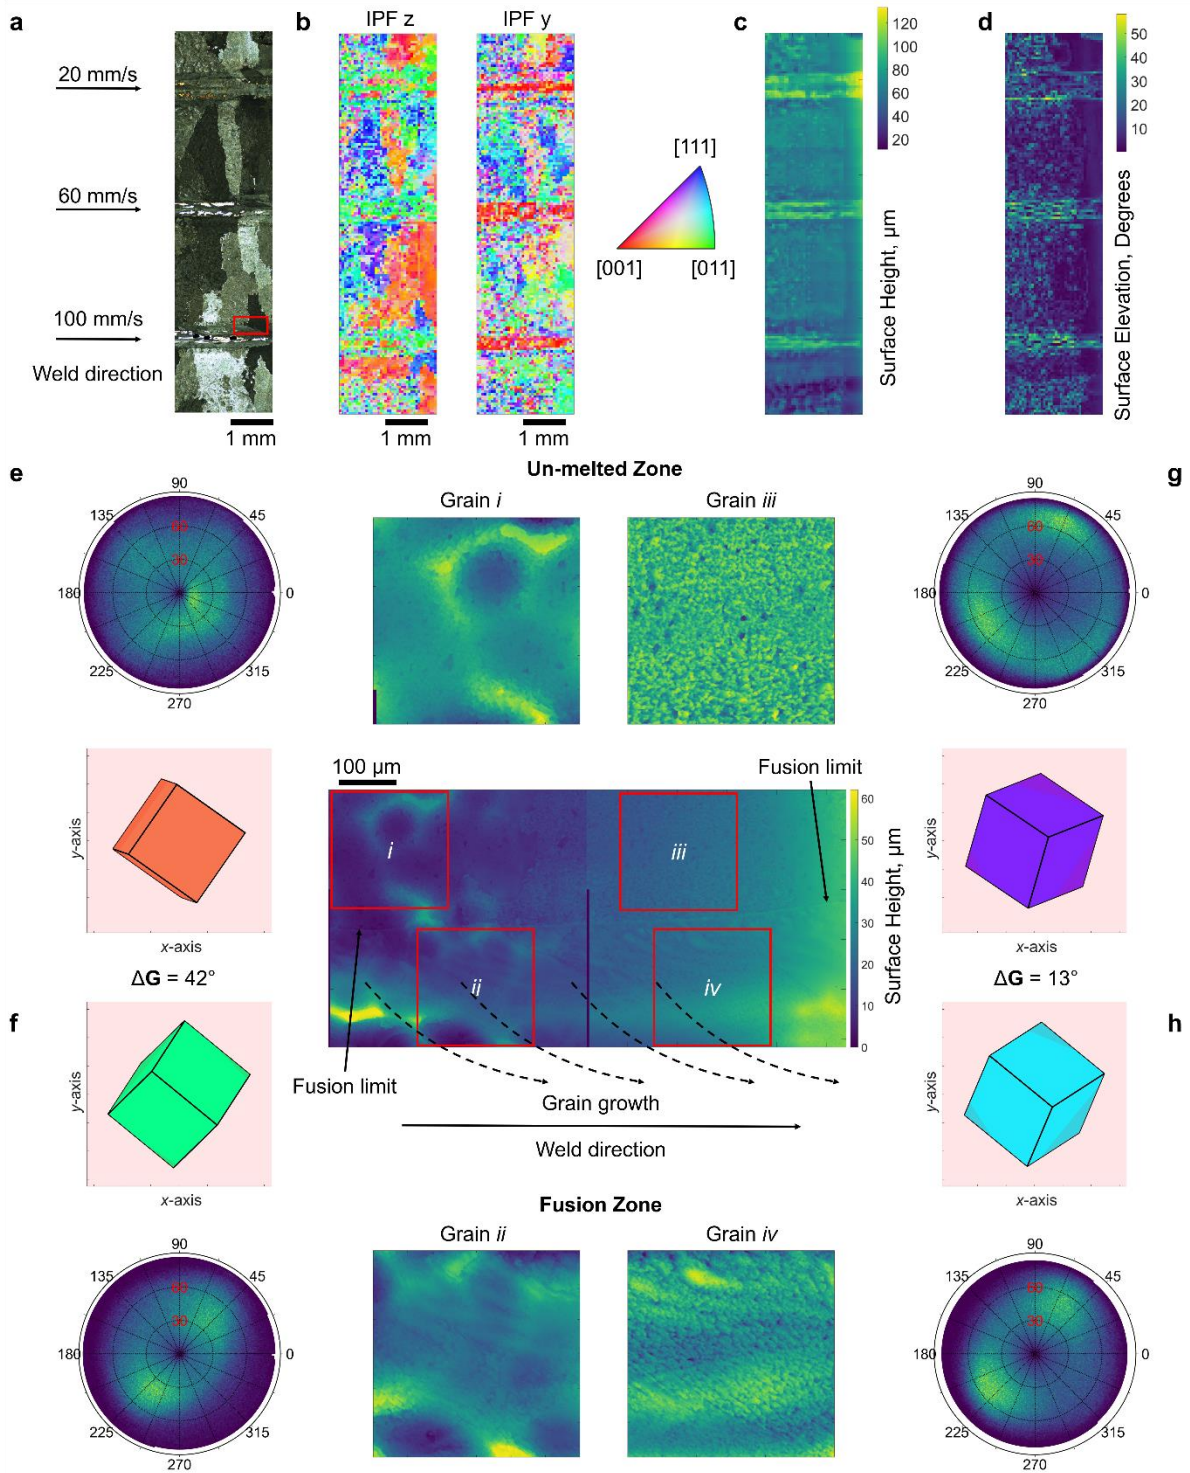 a
20 mm/s
60 mm/s
100 mm/s
Weld direction
1 mm
b
IPF z
IPF y
1 mm
1 mm
[111]
[001]
[011]
c
120
100
80
60
40
20
Surface Height, µm
d
50
40
30
20
10
Surface Elevation, Degrees
Un-melted Zone
e
90
135
45
60
30
180
0
225
315
270
Grain i
Grain iii
g
90
135
45
60
30
180
0
225
315
270
y-axis
x-axis
ΔG = 42°
100 µm
Fusion limit
i
iii
ii
iv
60
50
40
30
20
10
0
Surface Height, µm
Fusion limit
Grain growth
Weld direction
y-axis
x-axis
ΔG = 13°
f
y-axis
x-axis
h
y-axis
x-axis
Fusion Zone
90
135
45
60
30
180
0
225
315
270
Grain ii
Grain iv
90
135
45
60
30
180
0
225
315
270